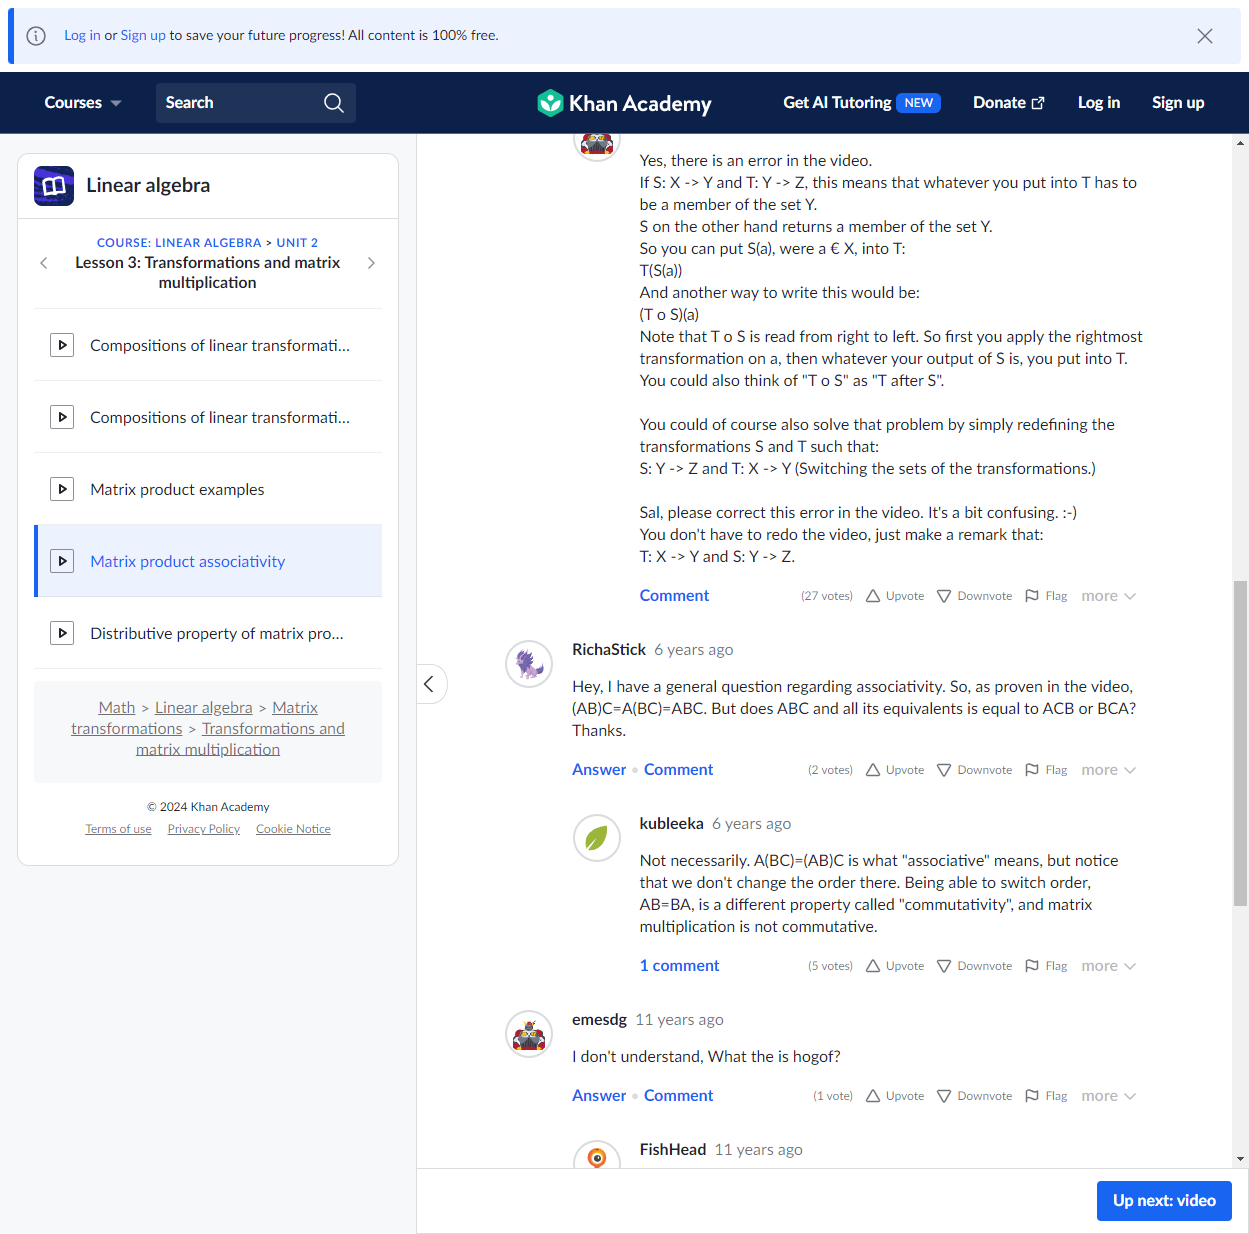 Log in or Sign up to save your future progress! All content is 100% free.
Courses
Search
Khan Academy
Get AI Tutoring NEW
Donate
Log in
Sign up
Linear algebra
COURSE: LINEAR ALGEBRA > UNIT 2
Lesson 3: Transformations and matrix
multiplication
Compositions of linear transformati...
Compositions of linear transformati...
Matrix product examples
Matrix product associativity
Distributive property of matrix pro...
Math > Linear algebra > Matrix
transformations > Transformations and
matrix multiplication
© 2024 Khan Academy
Terms of use Privacy Policy Cookie Notice
Yes, there is an error in the video.
If S: X -> Y and T: Y -> Z, this means that whatever you put into T has to
be a member of the set Y.
S on the other hand returns a member of the set Y.
So you can put S(a), were a € X, into T:
T(S(a))
And another way to write this would be:
(T o S)(a)
Note that T o S is read from right to left. So first you apply the rightmost
transformation on a, then whatever your output of S is, you put into T.
You could also think of "T o S" as "T after S".
You could of course also solve that problem by simply redefining the
transformations S and T such that:
S: Y -> Z and T: X -> Y (Switching the sets of the transformations.)
Sal, please correct this error in the video. It's a bit confusing. :-)
You don't have to redo the video, just make a remark that:
T: X -> Y and S: Y -> Z.
Comment (27 votes) Upvote Downvote Flag more
RichaStick 6 years ago
Hey, I have a general question regarding associativity. So, as proven in the video,
(AB)C=A(BC)=ABC. But does ABC and all its equivalents is equal to ACB or BCA?
Thanks.
Answer • Comment (2 votes) Upvote Downvote Flag more
kubleeka 6 years ago
Not necessarily. A(BC)=(AB)C is what "associative" means, but notice
that we don't change the order there. Being able to switch order,
AB=BA, is a different property called "commutativity", and matrix
multiplication is not commutative.
1 comment (5 votes) Upvote Downvote Flag more
emesdg 11 years ago
I don't understand, What the is hogof?
Answer • Comment (1 vote) Upvote Downvote Flag more
FishHead 11 years ago
Up next: video